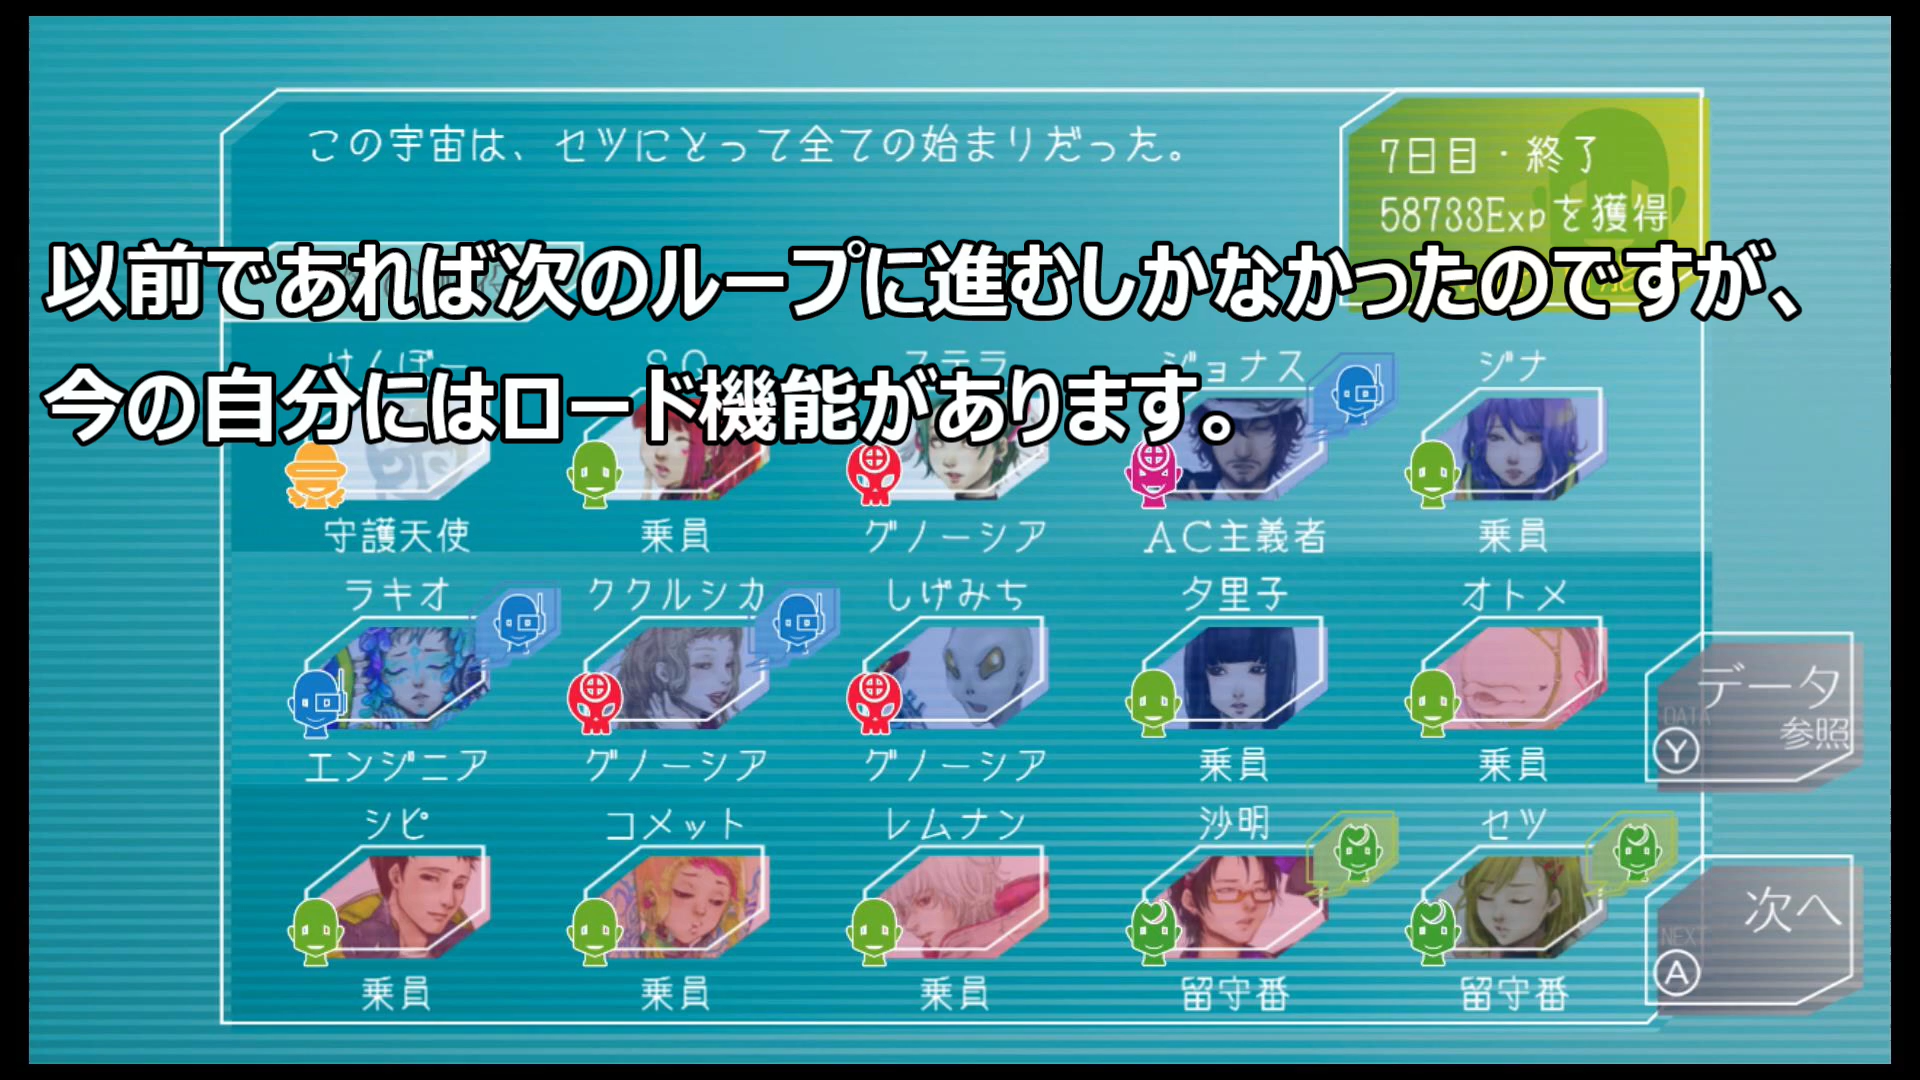 この宇宙は、セツにとって全ての始まりだった。
7日目・終了
58733Expを獲得
以前であれば次のループに進むしかなかったのですが、
今の自分にはロード機能があります。
ジョナス
ジナ
守護天使
乗員
グノーシア
AC主義者
乗員
ラキオ
ククルシカ
しげみち
夕里子
オトメ
エンジニア
グノーシア
グノーシア
乗員
乗員
シピ
コメット
レムナン
沙明
セツ
乗員
乗員
乗員
留守番
留守番
データ
参照
DATA
Y
次へ
NEXT
A